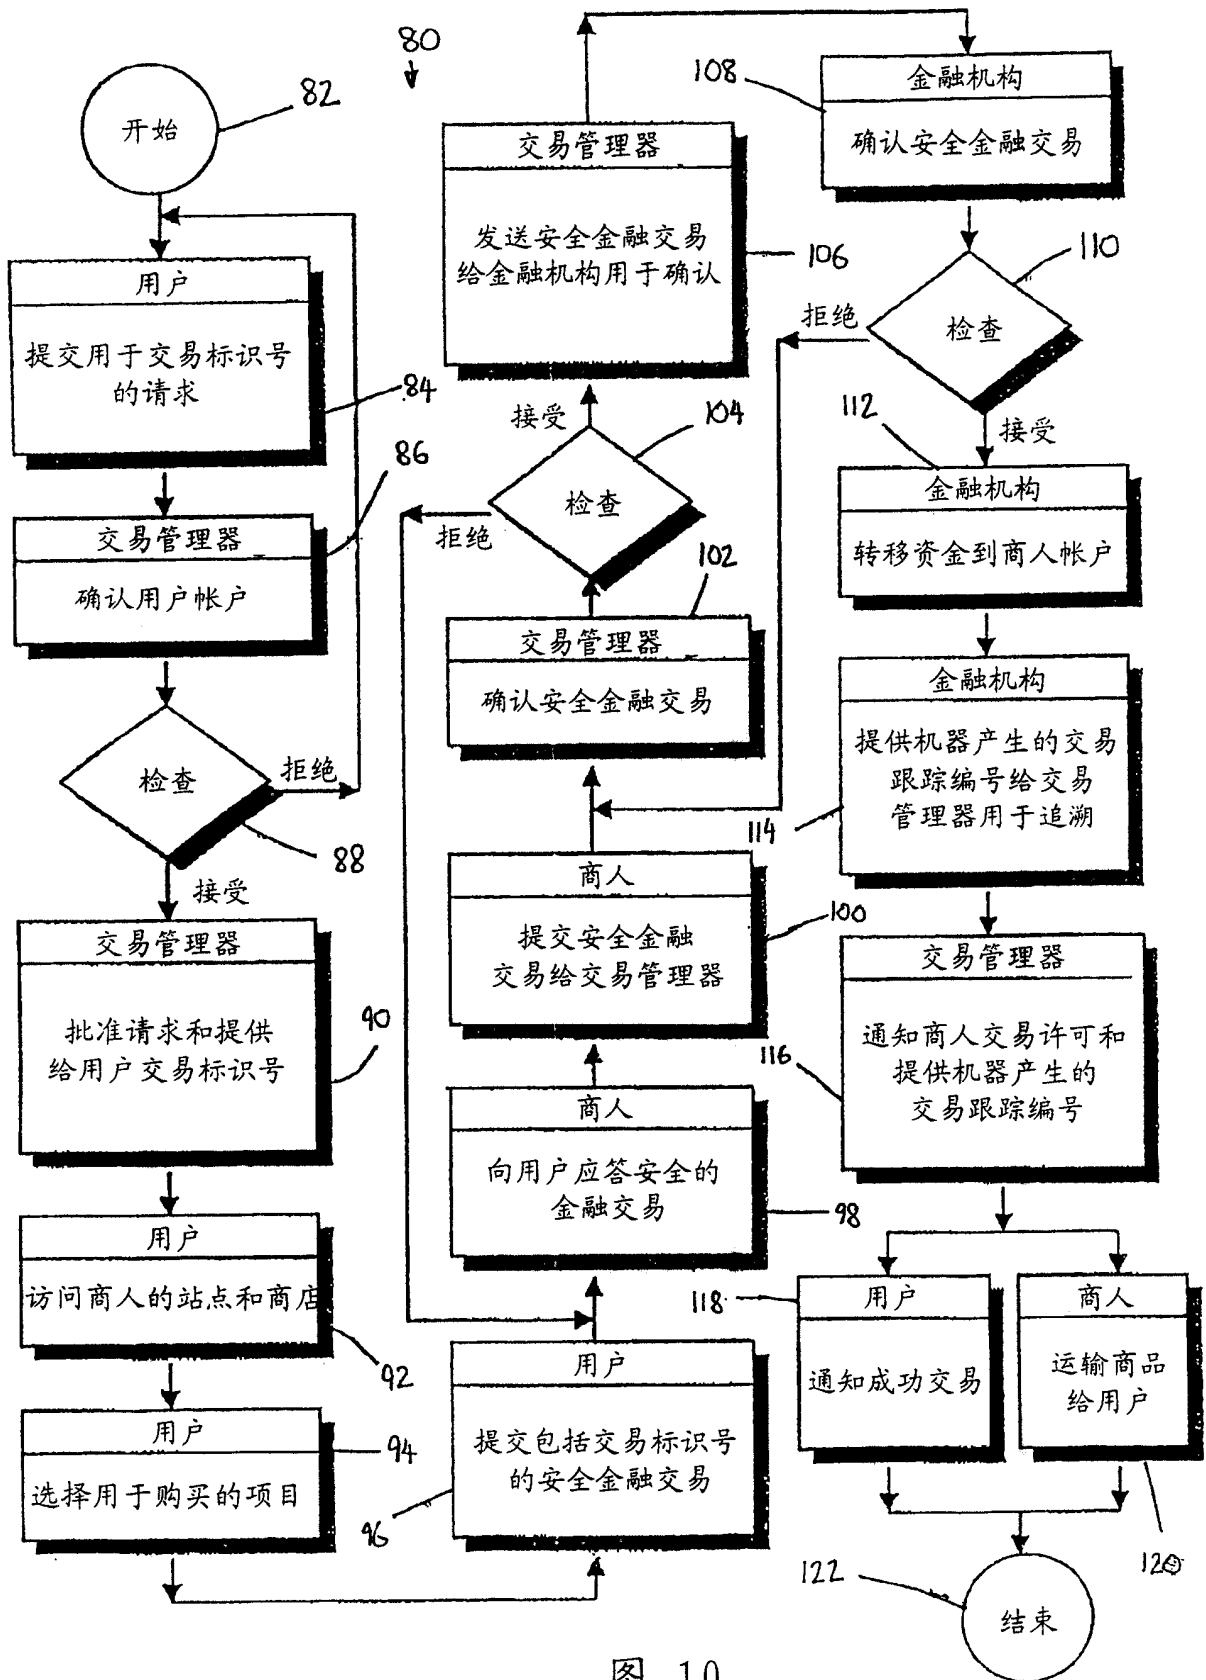 80
开始
82
用户
提交用于交易标识号
的请求
84
交易管理器
确认用户帐户
86
检查
拒绝
88
接受
交易管理器
批准请求和提供
给用户交易标识号
90
用户
访问商人的站点和商店
92
用户
选择用于购买的项目
94
用户
提交包括交易标识号
的安全金融交易
96
商人
向用户应答安全的
金融交易
98
商人
提交安全金融
交易给交易管理器
100
交易管理器
确认安全金融交易
102
检查
拒绝
104
接受
交易管理器
发送安全金融交易
给金融机构用于确认
106
金融机构
确认安全金融交易
108
检查
拒绝
110
接受
金融机构
转移资金到商人帐户
112
金融机构
提供机器产生的交易
跟踪编号给交易
管理器用于追溯
114
交易管理器
通知商人交易许可和
提供机器产生的
交易跟踪编号
116
用户
通知成功交易
118
商人
运输商品
给用户
120
结束
122
图 10